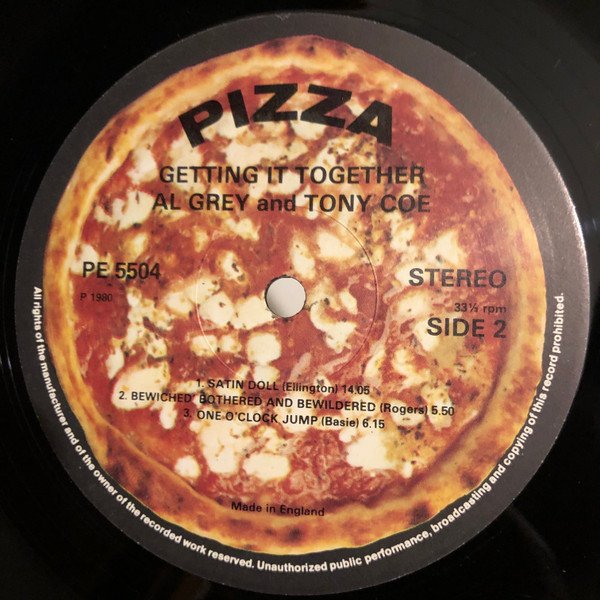 PIZZA
GETTING IT TOGETHER
AL GREY and TONY COE
PE 5504
P 1980
STEREO
33⅓ rpm
SIDE 2
1. SATIN DOLL (Ellington) 14.05
2. BEWICHED' BOTHERED AND BEWILDERED (Rogers) 5.50
3. ONE O'CLOCK JUMP (Basie) 6.15
Made in England
All rights of the manufacturer and of the owner of the recorded work reserved. Unauthorized public performance, broadcasting and copying of this record prohibited.